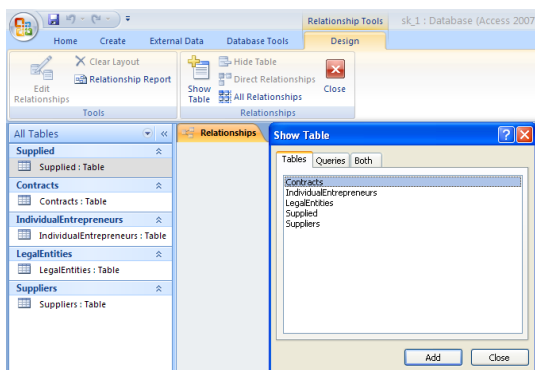 Relationship Tools
sk_1 : Database (Access 2007
Home Create External Data Database Tools Design
Clear Layout
Relationship Report
Edit
Relationships
Tools
Show
Table
Hide Table
Direct Relationships
All Relationships
Close
Relationships
All Tables
Supplied
Supplied : Table
Contracts
Contracts : Table
IndividualEntrepreneurs
IndividualEntrepreneurs : Table
LegalEntities
LegalEntities : Table
Suppliers
Suppliers : Table
Relationships
Show Table
Tables Queries Both
Contracts
IndividualEntrepreneurs
LegalEntities
Supplied
Suppliers
Add Close